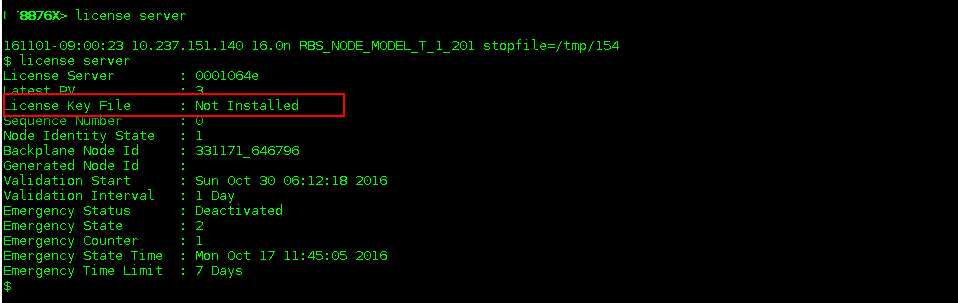 8876X> license server
161101-09:00:23 10.237.151.140 16.0n RBS_NODE_MODEL_T_1_201 stopfile=/tmp/154
$ license server
License Server : 0001064e
Latest PV : 3
License Key File : Not Installed
Sequence Number : 0
Node Identity State : 1
Backplane Node Id : 331171_646796
Generated Node Id :
Validation Start : Sun Oct 30 06:12:18 2016
Validation Interval : 1 Day
Emergency Status : Deactivated
Emergency State : 2
Emergency Counter : 1
Emergency State Time : Mon Oct 17 11:45:05 2016
Emergency Time Limit : 7 Days
$